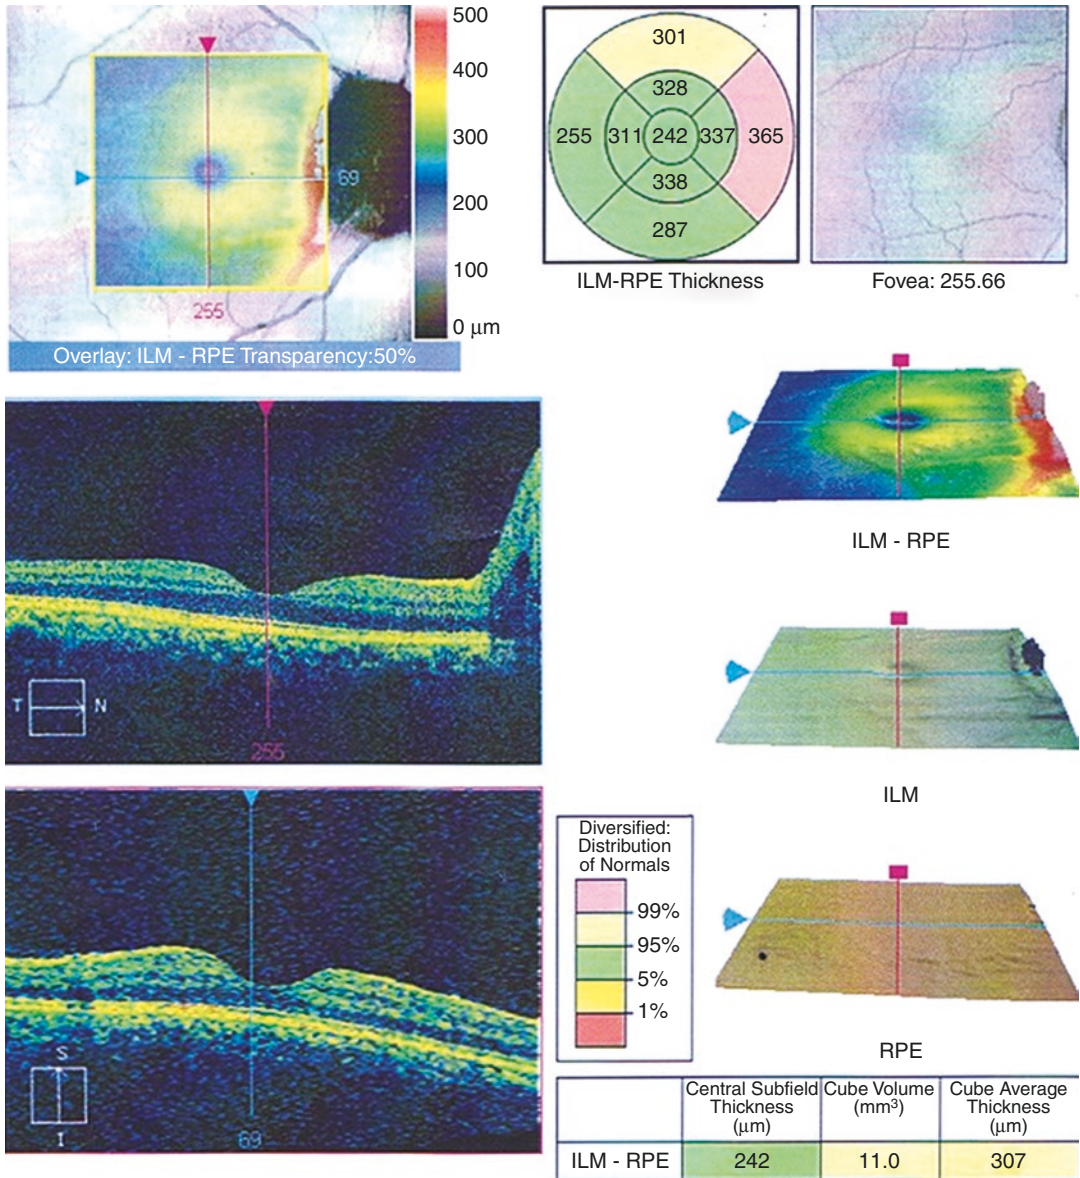 500
400
300
200
100
0 µm
69
255
Overlay: ILM - RPE Transparency:50%
301
328
255 311 242 337 365
338
287
ILM-RPE Thickness
Fovea: 255.66
ILM - RPE
T N
255
ILM
S
I
69
Diversified:
Distribution
of Normals
99%
95%
5%
1%
RPE
Central Subfield
Thickness
(µm)
Cube Volume
(mm³)
Cube Average
Thickness
(µm)
ILM - RPE 242 11.0 307